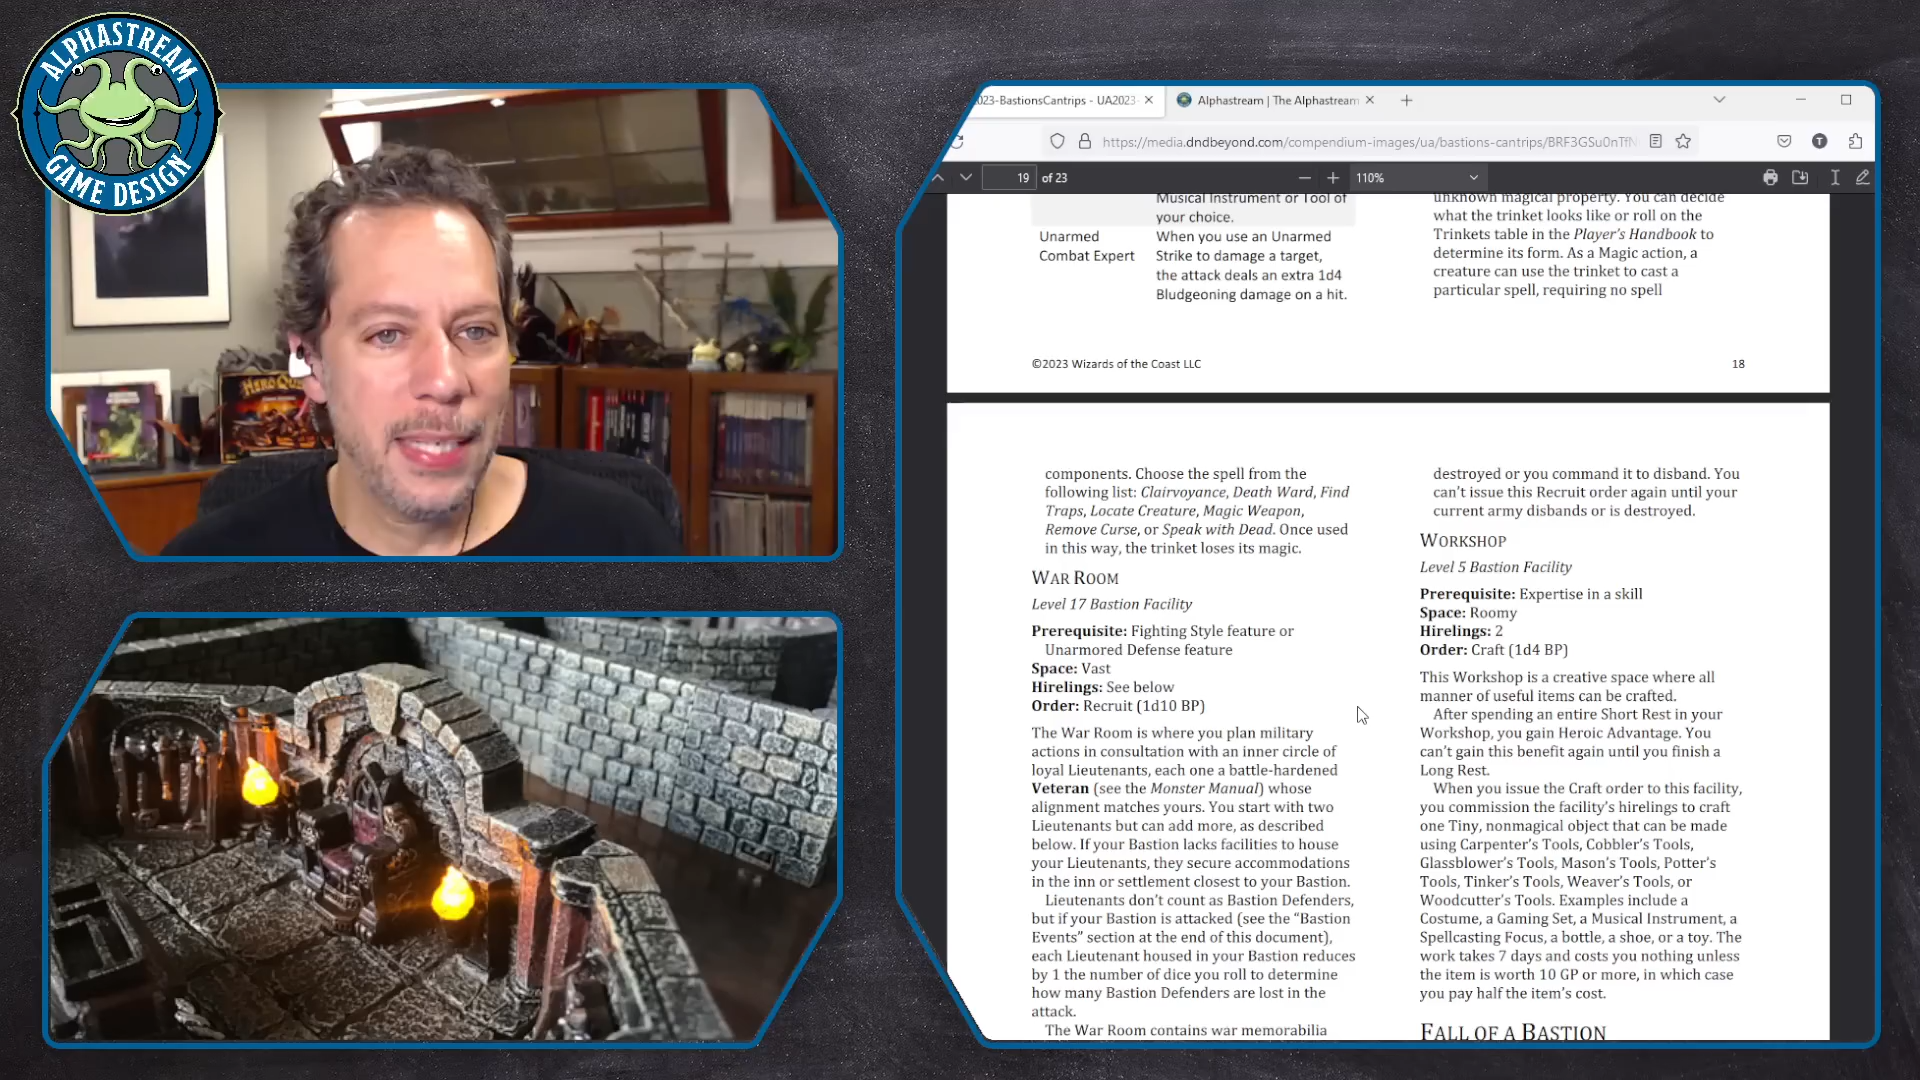 ALPHASTREAM
GAME DESIGN
HEROQUEST
023-BastionsCantrips - UA2023-
Alphastream | The Alphastream
https://media.dndbeyond.com/compendium-images/ua/bastions-cantrips/BRF3GSu0nTfN
19 of 23
110%
Musical Instrument or Tool of
your choice.
Unarmed
Combat Expert
When you use an Unarmed
Strike to damage a target,
the attack deals an extra 1d4
Bludgeoning damage on a hit.
unknown magical property. You can decide
what the trinket looks like or roll on the
Trinkets table in the Player's Handbook to
determine its form. As a Magic action, a
creature can use the trinket to cast a
particular spell, requiring no spell
©2023 Wizards of the Coast LLC
18
components. Choose the spell from the
following list: Clairvoyance, Death Ward, Find
Traps, Locate Creature, Magic Weapon,
Remove Curse, or Speak with Dead. Once used
in this way, the trinket loses its magic.
WAR ROOM
Level 17 Bastion Facility
Prerequisite: Fighting Style feature or
Unarmored Defense feature
Space: Vast
Hirelings: See below
Order: Recruit (1d10 BP)
The War Room is where you plan military
actions in consultation with an inner circle of
loyal Lieutenants, each one a battle-hardened
Veteran (see the Monster Manual) whose
alignment matches yours. You start with two
Lieutenants but can add more, as described
below. If your Bastion lacks facilities to house
your Lieutenants, they secure accommodations
in the inn or settlement closest to your Bastion.
Lieutenants don't count as Bastion Defenders,
but if your Bastion is attacked (see the "Bastion
Events" section at the end of this document),
each Lieutenant housed in your Bastion reduces
by 1 the number of dice you roll to determine
how many Bastion Defenders are lost in the
attack.
The War Room contains war memorabilia
destroyed or you command it to disband. You
can't issue this Recruit order again until your
current army disbands or is destroyed.
WORKSHOP
Level 5 Bastion Facility
Prerequisite: Expertise in a skill
Space: Roomy
Hirelings: 2
Order: Craft (1d4 BP)
This Workshop is a creative space where all
manner of useful items can be crafted.
After spending an entire Short Rest in your
Workshop, you gain Heroic Advantage. You
can't gain this benefit again until you finish a
Long Rest.
When you issue the Craft order to this facility,
you commission the facility's hirelings to craft
one Tiny, nonmagical object that can be made
using Carpenter's Tools, Cobbler's Tools,
Glassblower's Tools, Mason's Tools, Potter's
Tools, Tinker's Tools, Weaver's Tools, or
Woodcutter's Tools. Examples include a
Costume, a Gaming Set, a Musical Instrument, a
Spellcasting Focus, a bottle, a shoe, or a toy. The
work takes 7 days and costs you nothing unless
the item is worth 10 GP or more, in which case
you pay half the item's cost.
FALL OF A BASTION